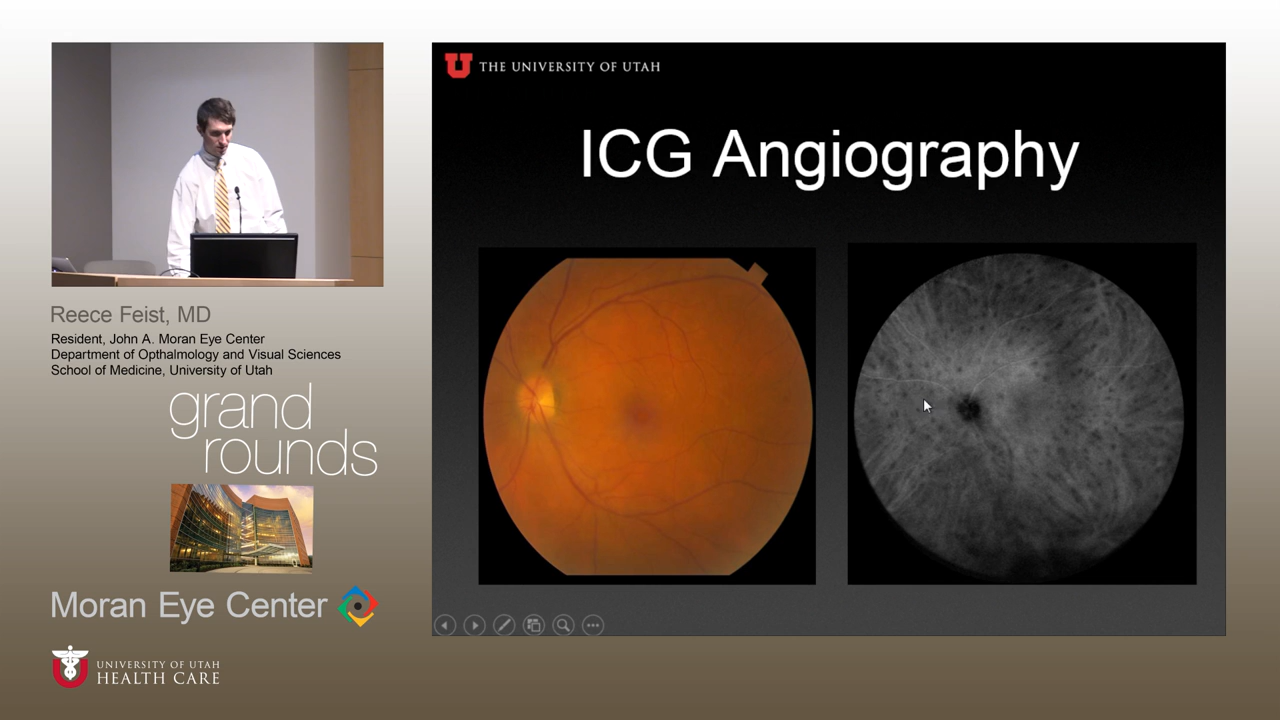 THE UNIVERSITY OF UTAH
ICG Angiography
Reece Feist, MD
Resident, John A. Moran Eye Center
Department of Opthalmology and Visual Sciences
School of Medicine, University of Utah
grand
rounds
Moran Eye Center
UNIVERSITY OF UTAH
HEALTH CARE